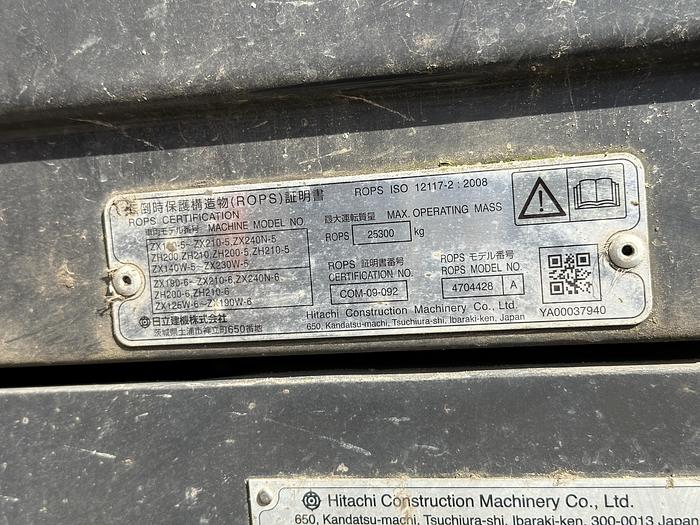 転倒時保護構造物(ROPS)証明書
ROPS ISO 12117-2 : 2008
ROPS CERTIFICATION
車両モデル番号 MACHINE MODEL NO.
ZX210-5,ZX240N-5
ZH200,ZH210,ZH200-5,ZH210-5
ZX140W-5~ZX230W-5
ZX190-6~ ZX210-6,ZX240N-6
ZH200-6,ZH210-6
ZX125W-6~ZX190W-6
最大運転質量 MAX. OPERATING MASS
ROPS 25300 kg
ROPS 証明書番号
CERTIFICATION NO.
COM-09-092
ROPS モデル番号
ROPS MODEL NO.
4704428 A
日立建機株式会社
茨城県土浦市神立町650番地
Hitachi Construction Machinery Co., Ltd.
650, Kandatsu-machi, Tsuchiura-shi, Ibaraki-ken, Japan
YA00037940
Hitachi Construction Machinery Co., Ltd.
650, Kandatsu-machi, Tsuchiura-shi, Ibaraki-ken, 300-0013 Japan